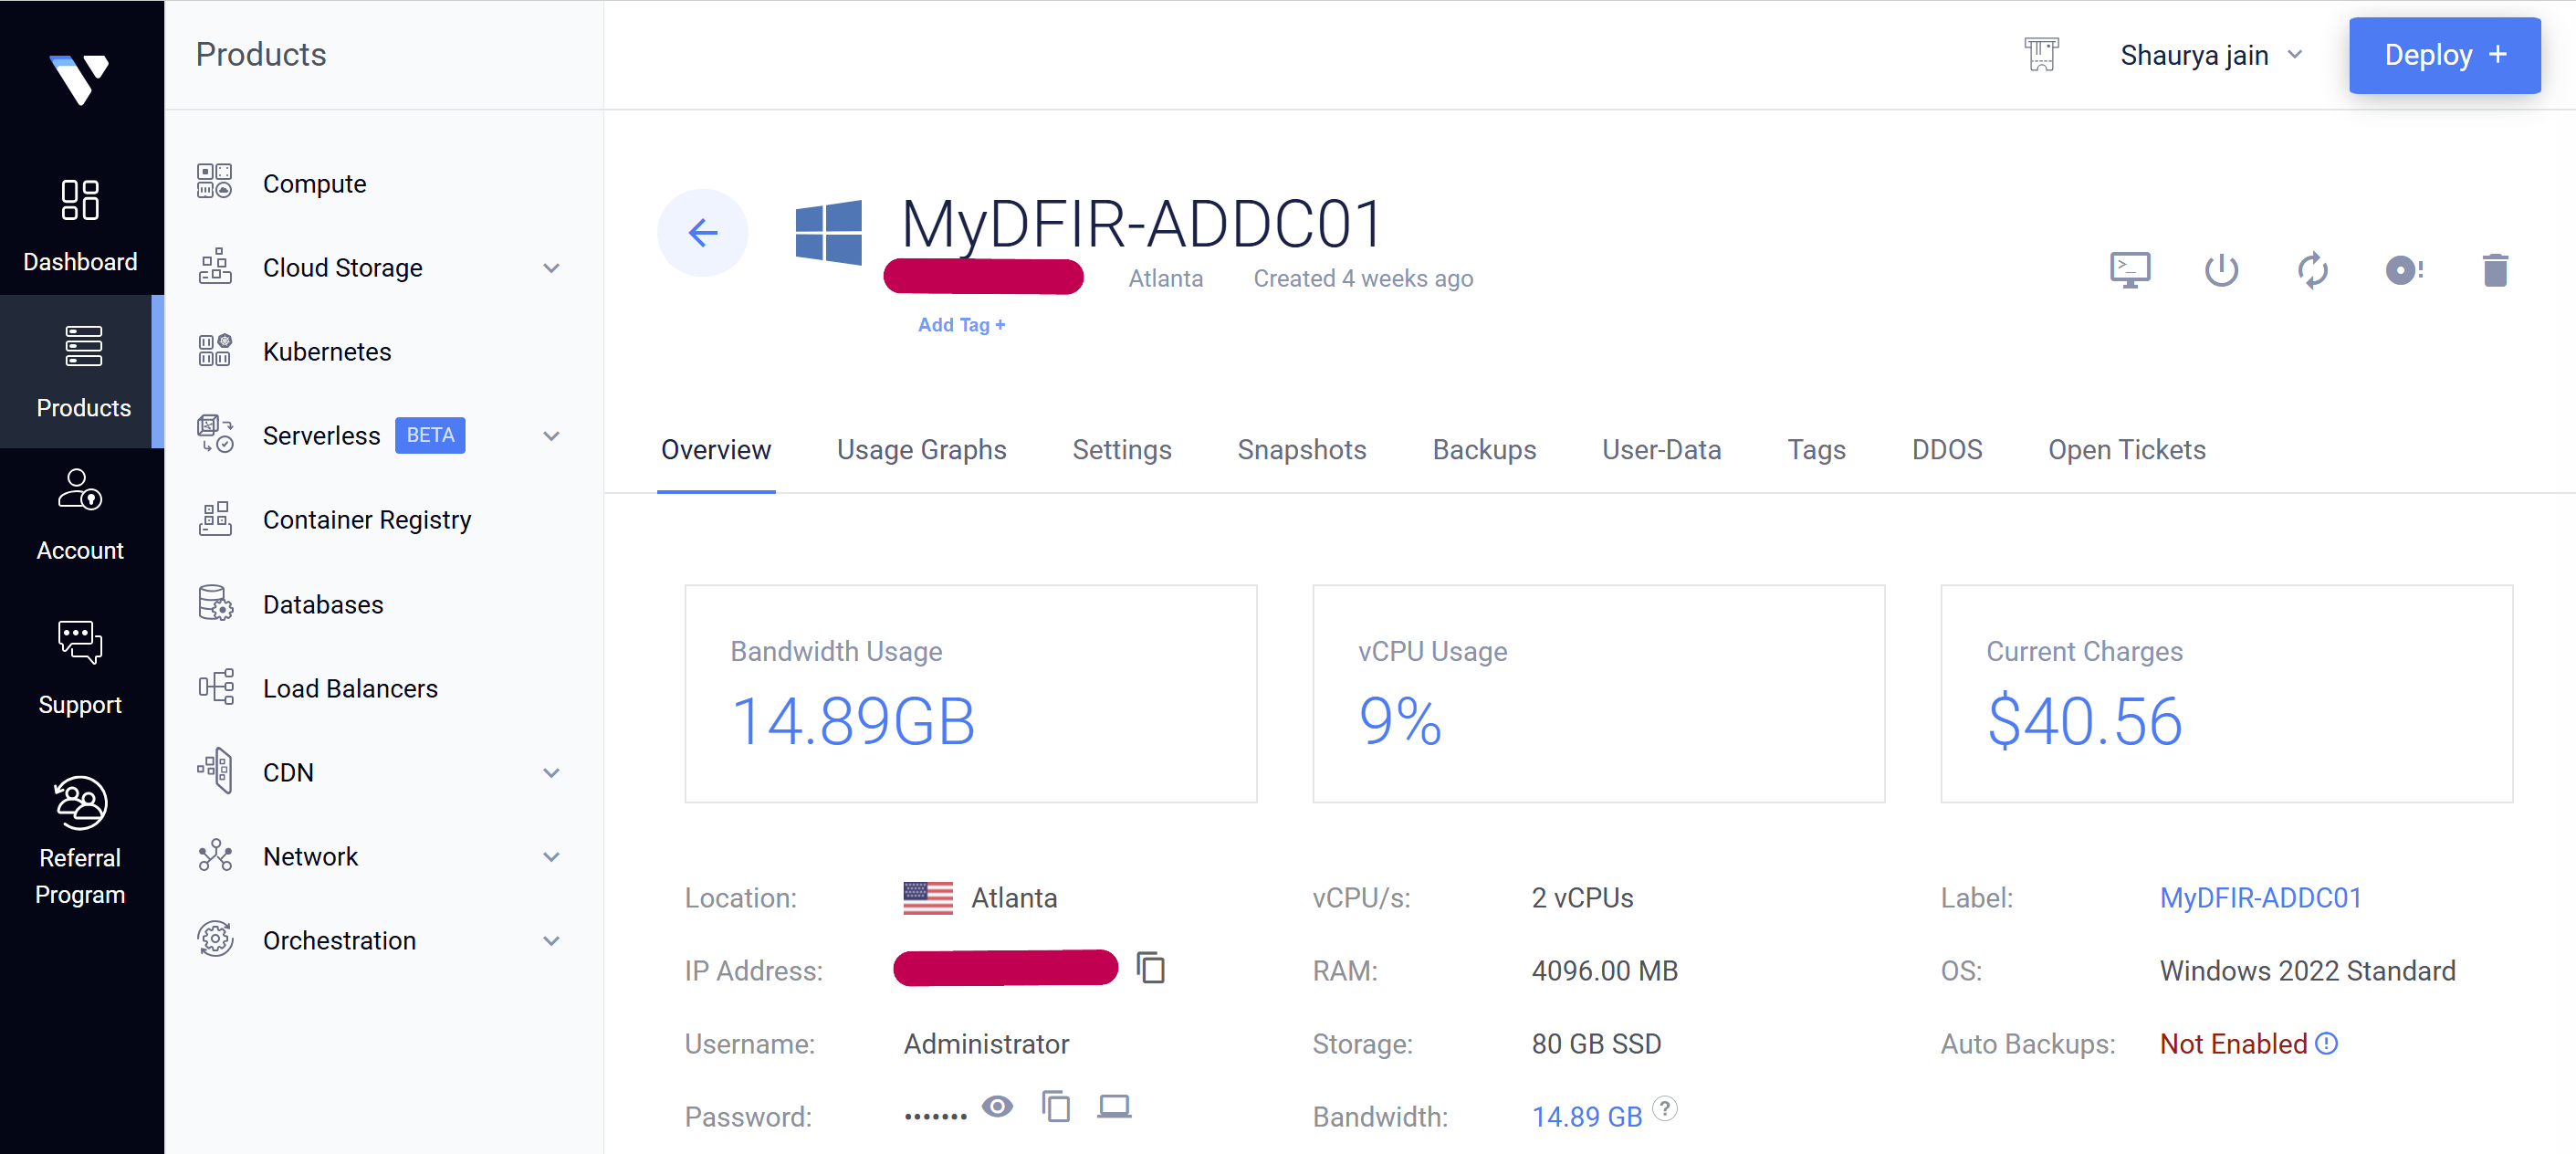 Products
Shaurya jain
Deploy +
Dashboard
Products
Account
Support
Referral
Program
Compute
Cloud Storage
Kubernetes
Serverless BETA
Container Registry
Databases
Load Balancers
CDN
Network
Orchestration
MyDFIR-ADDC01
Atlanta Created 4 weeks ago
Add Tag +
Overview Usage Graphs Settings Snapshots Backups User-Data Tags DDOS Open Tickets
Bandwidth Usage
14.89GB
vCPU Usage
9%
Current Charges
$40.56
Location: Atlanta
IP Address:
Username: Administrator
Password: •••••••
vCPU/s: 2 vCPUs
RAM: 4096.00 MB
Storage: 80 GB SSD
Bandwidth: 14.89 GB ?
Label: MyDFIR-ADDC01
OS: Windows 2022 Standard
Auto Backups: Not Enabled